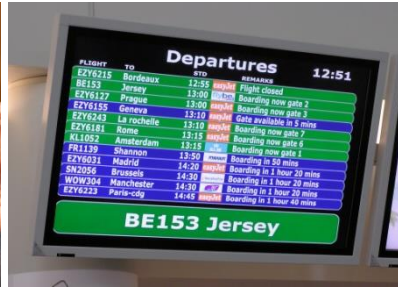 Departures 12:51
FLIGHT TO STD REMARKS
EZY6215 Bordeaux 12:55 easyJet Flight closed
BE153 Jersey 13:00 Boarding now gate 2
EZY6127 Prague 13:00 easyJet Boarding now gate 3
EZY6155 Geneva 13:10 easyJet Gate available in 5 mins
EZY6243 La rochelle 13:10 easyJet Boarding now gate 7
EZY6181 Rome 13:15 easyJet Boarding now gate 6
KL1052 Amsterdam 13:15 Boarding now gate 1
FR1139 Shannon 13:50 Boarding in 50 mins
EZY6031 Madrid 14:20 easyJet Boarding in 1 hour 20 mins
SN2056 Brussels 14:30 Boarding in 1 hour 20 mins
WOW304 Manchester 14:30 Boarding in 1 hour 20 mins
EZY6223 Paris-cdg 14:45 easyJet Boarding in 1 hour 40 mins
BE153 Jersey